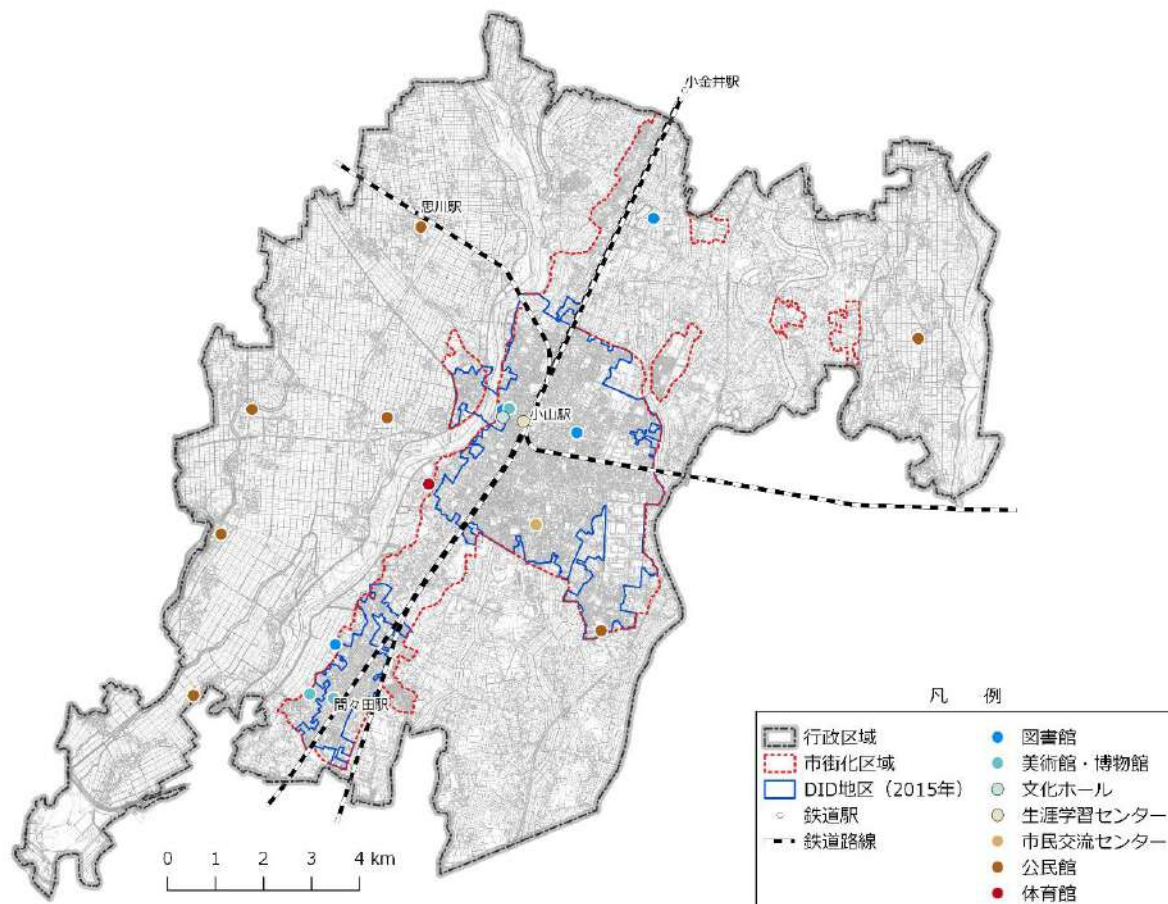 小金井駅
思川駅
小山駅
間々田駅
0 1 2 3 4 km
凡 例
行政区域
市街化区域
DID地区（2015年）
鉄道駅
鉄道路線
図書館
美術館・博物館
文化ホール
生涯学習センター
市民交流センター
公民館
体育館